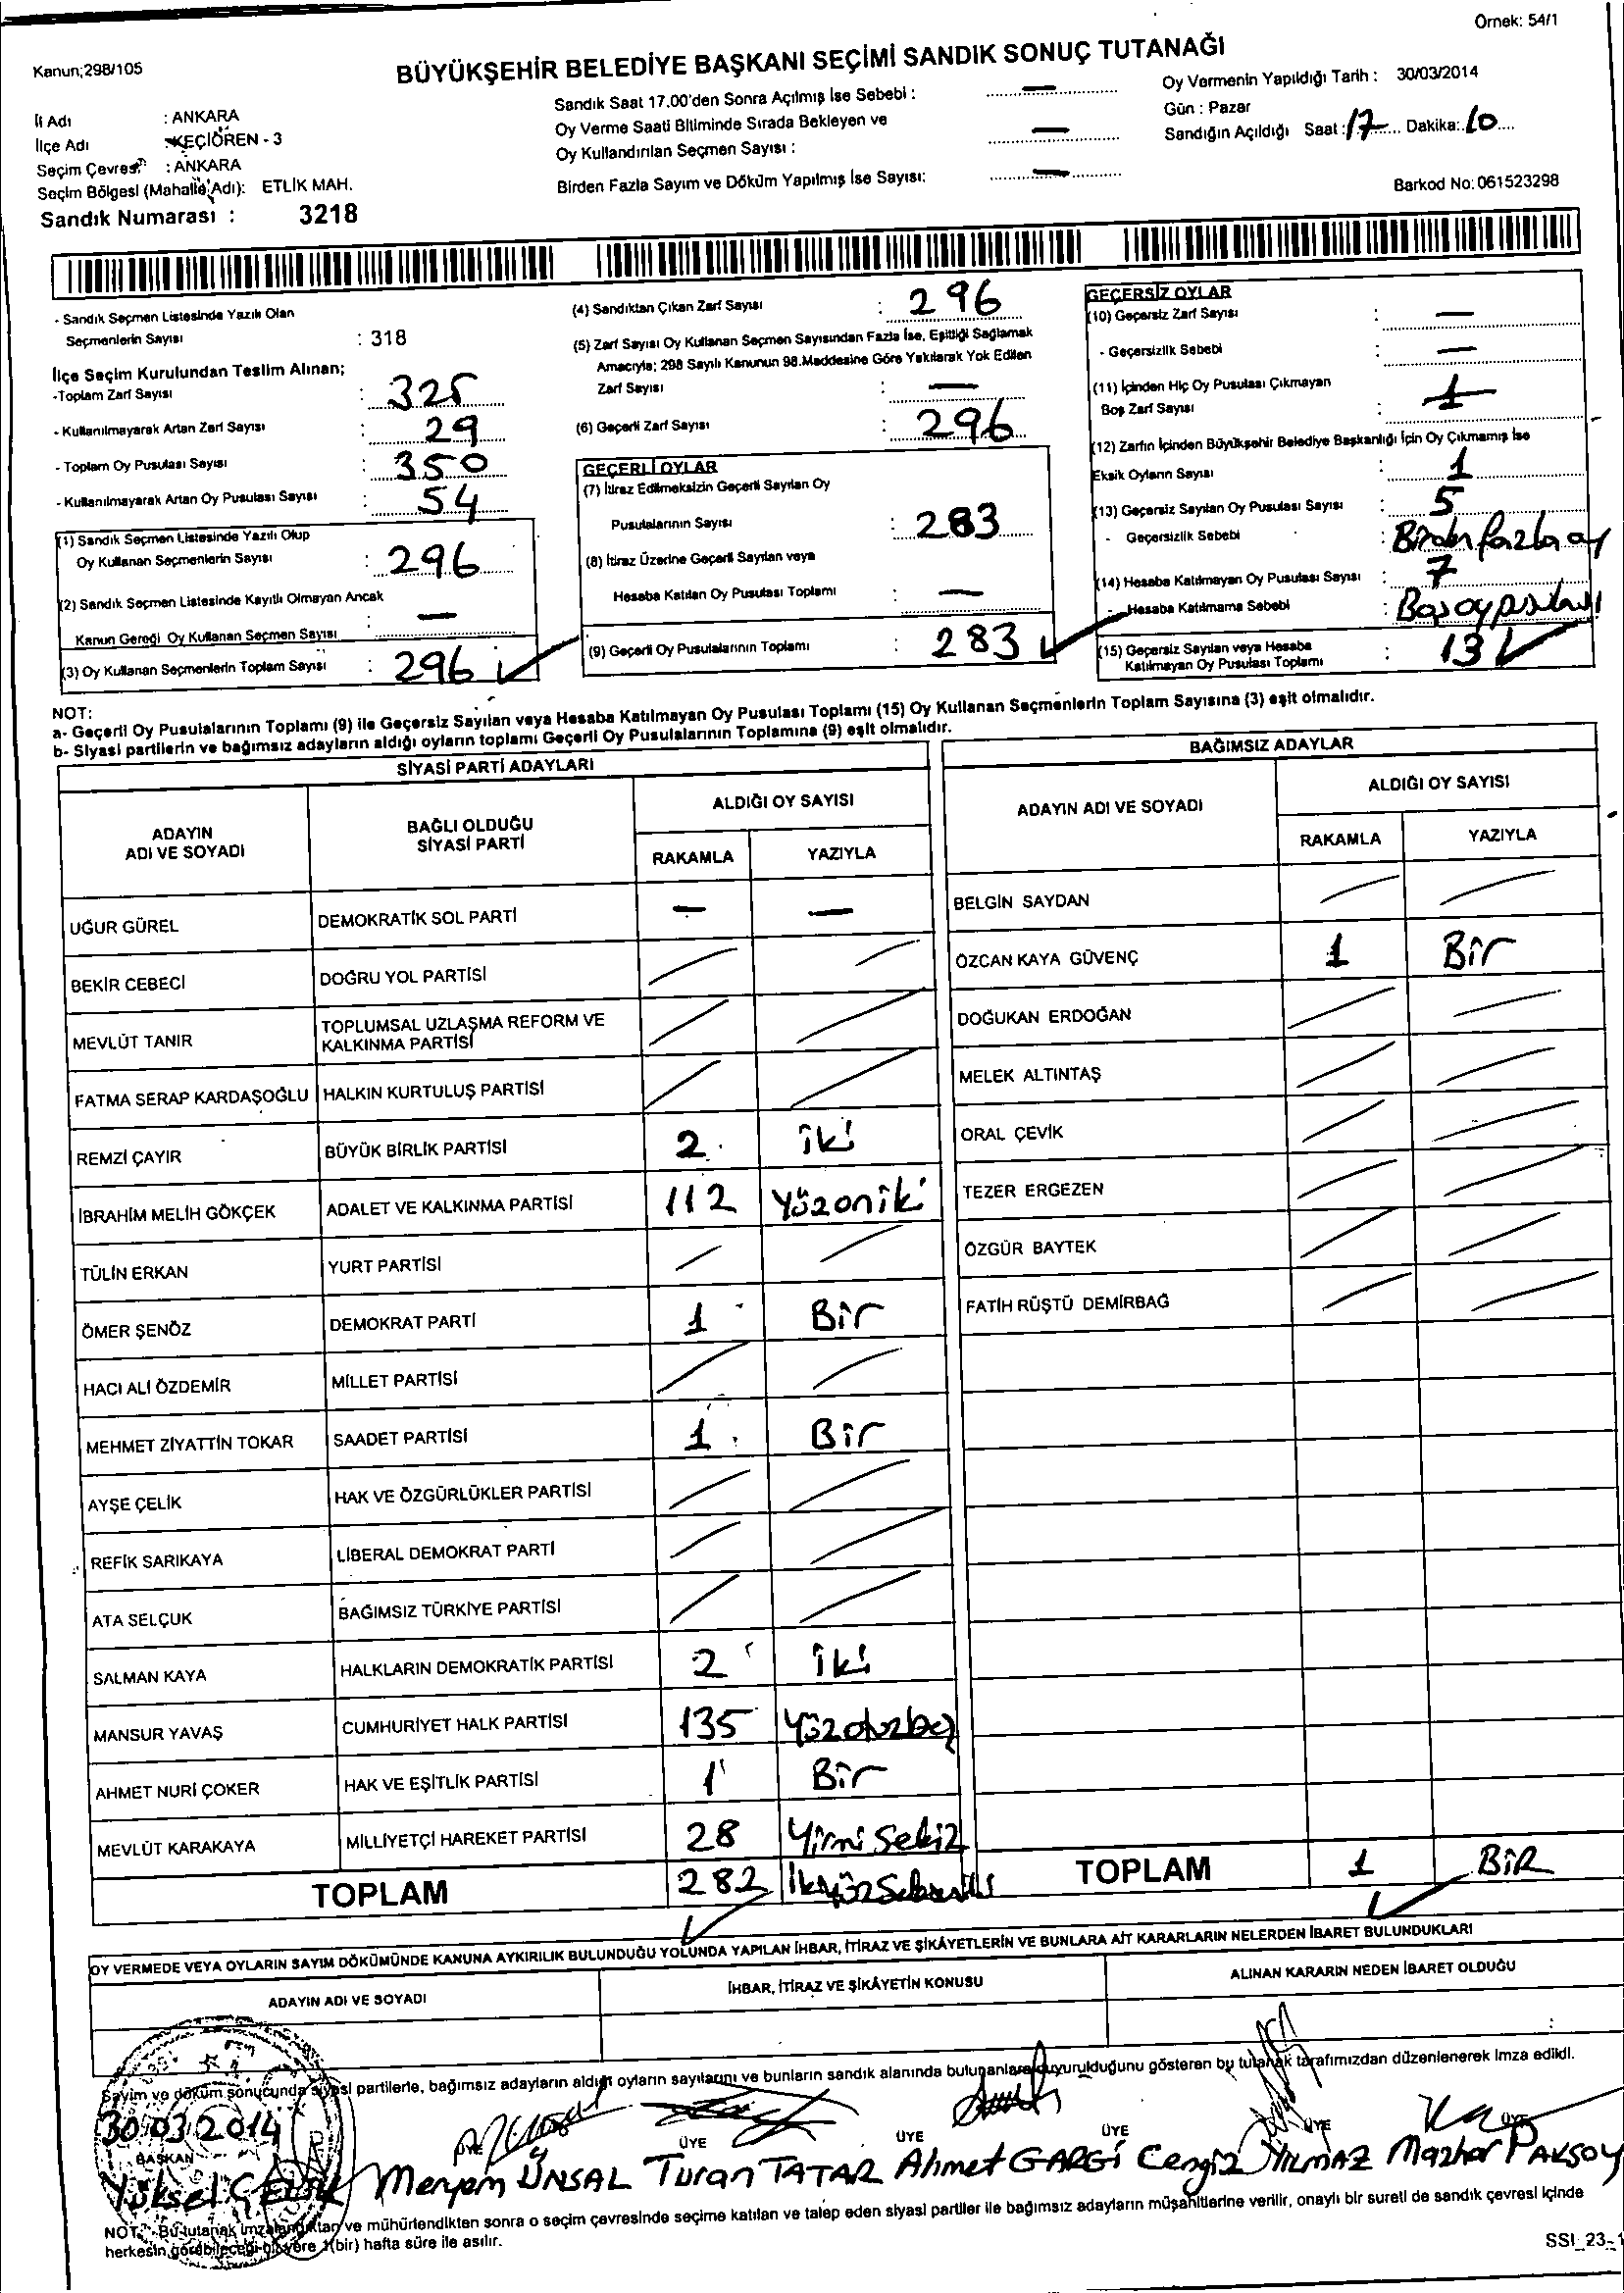 Örnek: 54/1
Kanun;298/105
BÜYÜKŞEHİR BELEDİYE BAŞKANI SEÇİMİ SANDIK SONUÇ TUTANAĞI
İl Adı : ANKARA
İlçe Adı : KEÇİÖREN - 3
Seçim Çevresi : ANKARA
Seçim Bölgesi (Mahalle Adı): ETLİK MAH.
Sandık Numarası : 3218
Sandık Saat 17.00'den Sonra Açılmış İse Sebebi : —
Oy Verme Saati Bitiminde Sırada Bekleyen ve
Oy Kullandırılan Seçmen Sayısı : —
Birden Fazla Sayım ve Döküm Yapılmış İse Sayısı: —
Oy Vermenin Yapıldığı Tarih : 30/03/2014
Gün : Pazar
Sandığın Açıldığı Saat : 17 Dakika: 10
Barkod No: 061523298
- Sandık Seçmen Listesinde Yazılı Olan
Seçmenlerin Sayısı : 318
İlçe Seçim Kurulundan Teslim Alınan;
-Toplam Zarf Sayısı : 325
- Kullanılmayarak Artan Zarf Sayısı : 29
- Toplam Oy Pusulası Sayısı : 350
- Kullanılmayarak Artan Oy Pusulası Sayısı : 54
(1) Sandık Seçmen Listesinde Yazılı Olup
Oy Kullanan Seçmenlerin Sayısı : 296
(2) Sandık Seçmen Listesinde Kayıtlı Olmayan Ancak
Kanun Gereği Oy Kullanan Seçmen Sayısı : —
(3) Oy Kullanan Seçmenlerin Toplam Sayısı : 296
(4) Sandıktan Çıkan Zarf Sayısı : 296
(5) Zarf Sayısı Oy Kullanan Seçmen Sayısından Fazla İse, Eşitliği Sağlamak
Amacıyla; 298 Sayılı Kanunun 98.Maddesine Göre Yakılarak Yok Edilen
Zarf Sayısı : —
(6) Geçerli Zarf Sayısı : 296
GEÇERLİ OYLAR
(7) İtiraz Edilmeksizin Geçerli Sayılan Oy
Pusulalarının Sayısı : 283
(8) İtiraz Üzerine Geçerli Sayılan veya
Hesaba Katılan Oy Pusulası Toplamı : —
(9) Geçerli Oy Pusulalarının Toplamı : 283
GEÇERSİZ OYLAR
(10) Geçersiz Zarf Sayısı : —
- Geçersizlik Sebebi : —
(11) İçinden Hiç Oy Pusulası Çıkmayan
Boş Zarf Sayısı : 1
(12) Zarfın İçinden Büyükşehir Belediye Başkanlığı İçin Oy Çıkmamış İse
Eksik Oyların Sayısı : 1
(13) Geçersiz Sayılan Oy Pusulası Sayısı : 5
- Geçersizlik Sebebi : Birden fazla oy
(14) Hesaba Katılmayan Oy Pusulası Sayısı : 7
- Hesaba Katılmama Sebebi : Boş oy pusulası
(15) Geçersiz Sayılan veya Hesaba
Katılmayan Oy Pusulası Toplamı : 13
NOT:
a- Geçerli Oy Pusulalarının Toplamı (9) ile Geçersiz Sayılan veya Hesaba Katılmayan Oy Pusulası Toplamı (15) Oy Kullanan Seçmenlerin Toplam Sayısına (3) eşit olmalıdır.
b- Siyasi partilerin ve bağımsız adayların aldığı oyların toplamı Geçerli Oy Pusulalarının Toplamına (9) eşit olmalıdır.
SİYASİ PARTİ ADAYLARI
ADAYIN ADI VE SOYADI BAĞLI OLDUĞU SİYASİ PARTİ ALDIĞI OY SAYISI
RAKAMLA YAZIYLA
UĞUR GÜREL DEMOKRATİK SOL PARTİ — —
BEKİR CEBECİ DOĞRU YOL PARTİSİ
MEVLÜT TANIR TOPLUMSAL UZLAŞMA REFORM VE KALKINMA PARTİSİ
FATMA SERAP KARDAŞOĞLU HALKIN KURTULUŞ PARTİSİ
REMZİ ÇAYIR BÜYÜK BİRLİK PARTİSİ 2 iki
İBRAHİM MELİH GÖKÇEK ADALET VE KALKINMA PARTİSİ 112 Yüzoniki
TÜLİN ERKAN YURT PARTİSİ
ÖMER ŞENÖZ DEMOKRAT PARTİ 1 Bir
HACI ALİ ÖZDEMİR MİLLET PARTİSİ
MEHMET ZİYATTİN TOKAR SAADET PARTİSİ 1 Bir
AYŞE ÇELİK HAK VE ÖZGÜRLÜKLER PARTİSİ
REFİK SARIKAYA LİBERAL DEMOKRAT PARTİ
ATA SELÇUK BAĞIMSIZ TÜRKİYE PARTİSİ
SALMAN KAYA HALKLARIN DEMOKRATİK PARTİSİ 2 iki
MANSUR YAVAŞ CUMHURİYET HALK PARTİSİ 135 Yüzotuzbeş
AHMET NURİ ÇOKER HAK VE EŞİTLİK PARTİSİ 1 Bir
MEVLÜT KARAKAYA MİLLİYETÇİ HAREKET PARTİSİ 28 Yirmi Sekiz
TOPLAM 282
BAĞIMSIZ ADAYLAR
ADAYIN ADI VE SOYADI ALDIĞI OY SAYISI
RAKAMLA YAZIYLA
BELGİN SAYDAN
ÖZCAN KAYA GÜVENÇ 1 Bir
DOĞUKAN ERDOĞAN
MELEK ALTINTAŞ
ORAL ÇEVİK
TEZER ERGEZEN
ÖZGÜR BAYTEK
FATİH RÜŞTÜ DEMİRBAĞ
TOPLAM 1 BİR
OY VERMEDE VEYA OYLARIN SAYIM DÖKÜMÜNDE KANUNA AYKIRILIK BULUNDUĞU YOLUNDA YAPILAN İHBAR, İTİRAZ VE ŞİKÂYETLERİN VE BUNLARA AİT KARARLARIN NELERDEN İBARET BULUNDUKLARI
ADAYIN ADI VE SOYADI İHBAR, İTİRAZ VE ŞİKÂYETİN KONUSU ALINAN KARARIN NEDEN İBARET OLDUĞU
Sayım ve döküm sonucunda siyasi partilerle, bağımsız adayların aldığı oyların sayılarını ve bunların sandık alanında bulunanlara duyurulduğunu gösteren bu tutanak tarafımızdan düzenlenerek imza edildi.
30/03/2014
BAŞKAN ÜYE ÜYE ÜYE ÜYE ÜYE ÜYE
Yüksel ÇELİK Meryem ÜNSAL Turan TATAR Ahmet GARGİ Cengiz YILMAZ Mazhar PAKSOY
NOT: Bu tutanak imzalandıktan ve mühürlendikten sonra o seçim çevresinde seçime katılan ve talep eden siyasi partiler ile bağımsız adayların müşahitlerine verilir, onaylı bir sureti de sandık çevresi içinde
herkesin görebileceği bir yere 1(bir) hafta süre ile asılır.
SSI_23-1